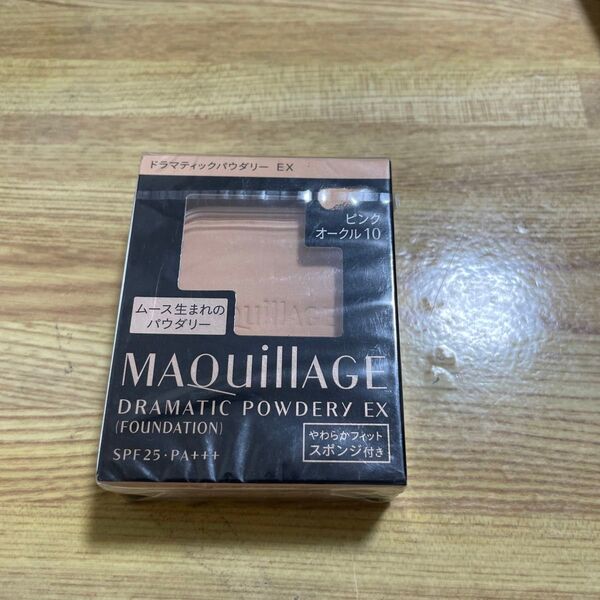 ドラマティックパウダリー EX
ピンク
オークル10
ムース生まれの
パウダリー
MAQuillAGE
MAQuillAGE
DRAMATIC POWDERY EX
(FOUNDATION)
SPF25・PA+++
やわらかフィット
スポンジ付き